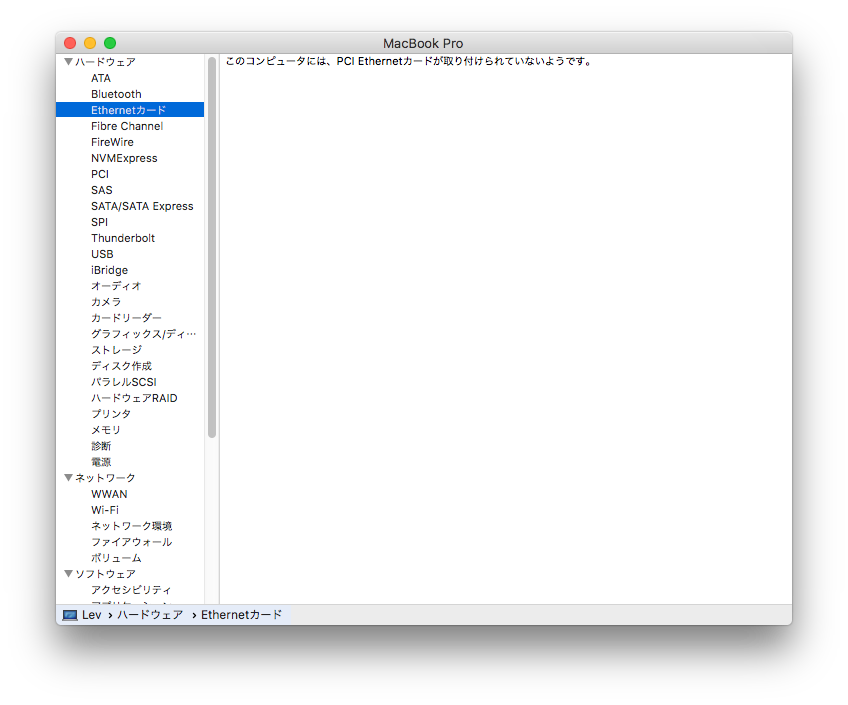 MacBook Pro
ハードウェア
ATA
Bluetooth
Ethernetカード
Fibre Channel
FireWire
NVMExpress
PCI
SAS
SATA/SATA Express
SPI
Thunderbolt
USB
iBridge
オーディオ
カメラ
カードリーダー
グラフィックス/ディ…
ストレージ
ディスク作成
パラレルSCSI
ハードウェアRAID
プリンタ
メモリ
診断
電源
ネットワーク
WWAN
Wi-Fi
ネットワーク環境
ファイアウォール
ボリューム
ソフトウェア
アクセシビリティ
このコンピュータには、PCI Ethernetカードが取り付けられていないようです。
Lev › ハードウェア › Ethernetカード